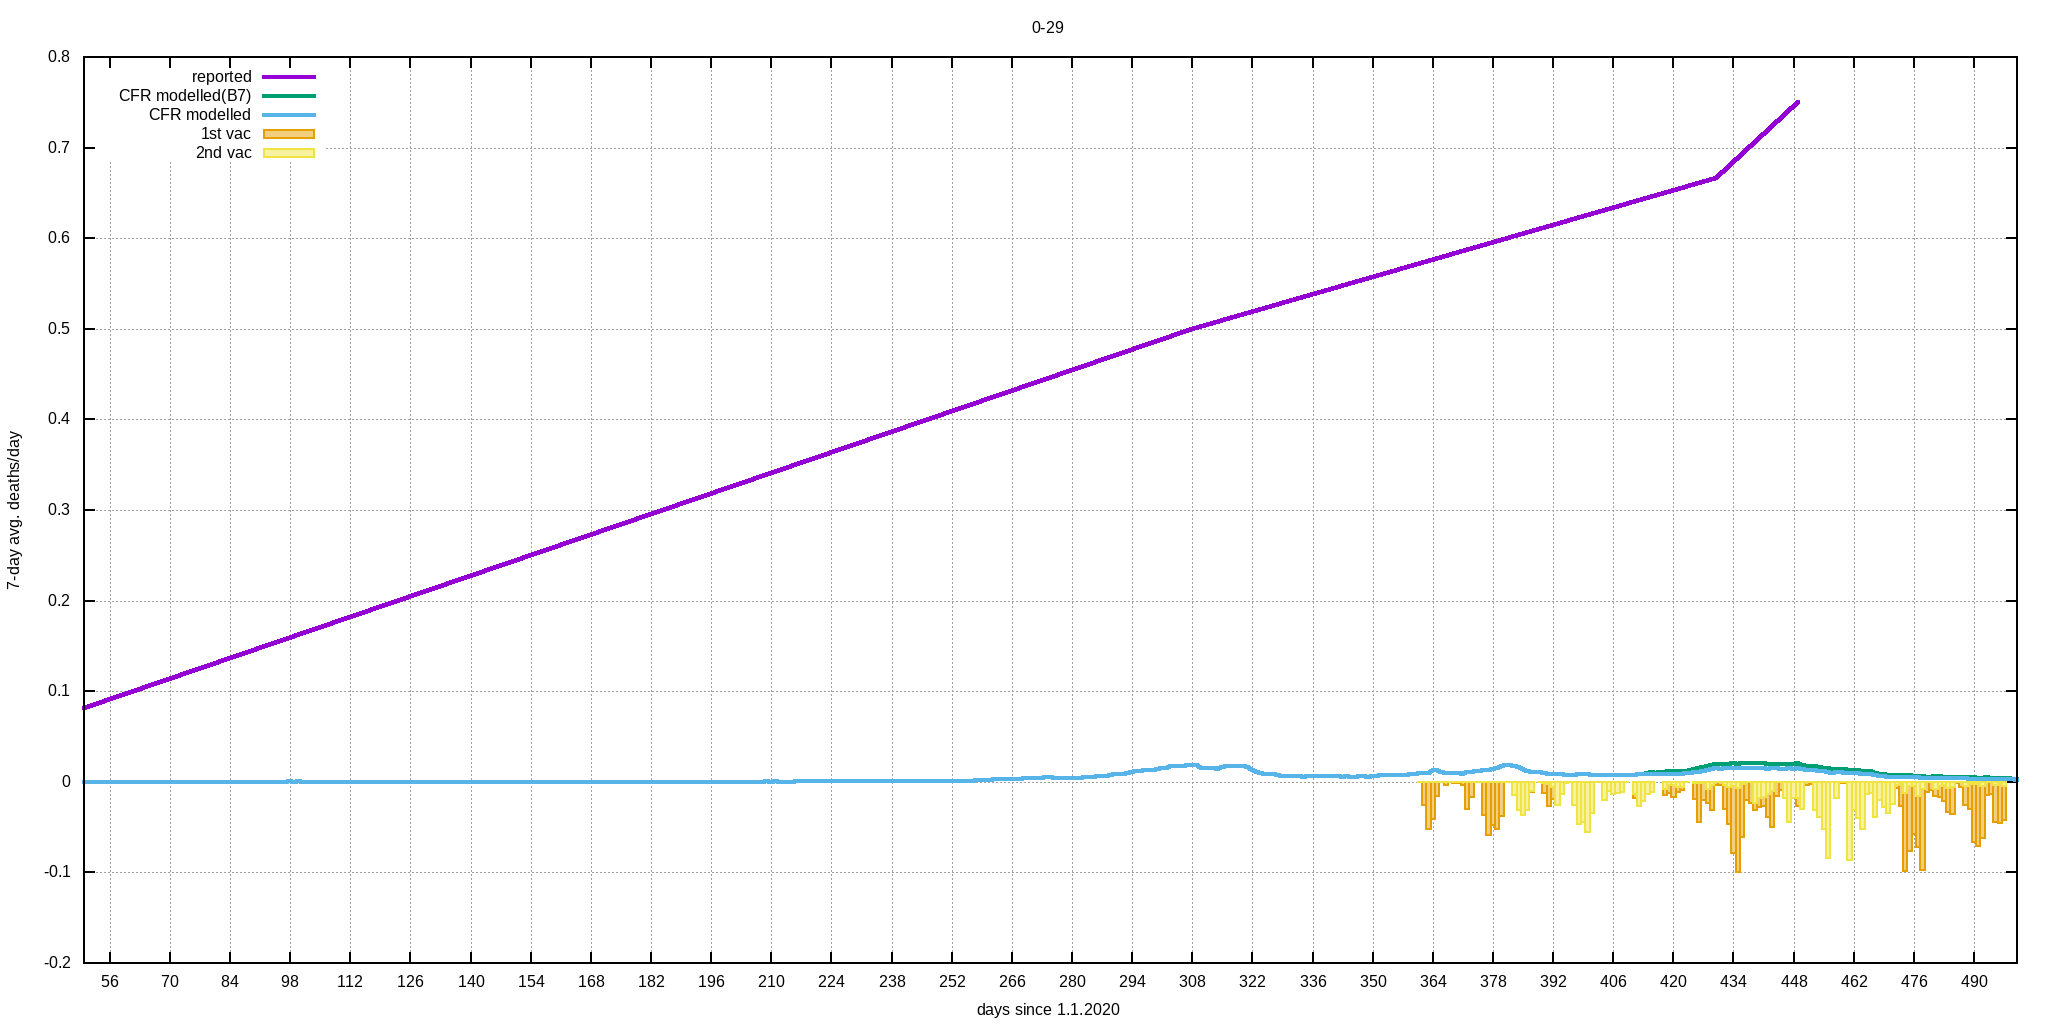 0-29
0.8
0.7
0.6
0.5
0.4
0.3
0.2
0.1
0
-0.1
-0.2
7-day avg. deaths/day
reported
CFR modelled(B7)
CFR modelled
1st vac
2nd vac
56 70 84 98 112 126 140 154 168 182 196 210 224 238 252 266 280 294 308 322 336 350 364 378 392 406 420 434 448 462 476 490
days since 1.1.2020